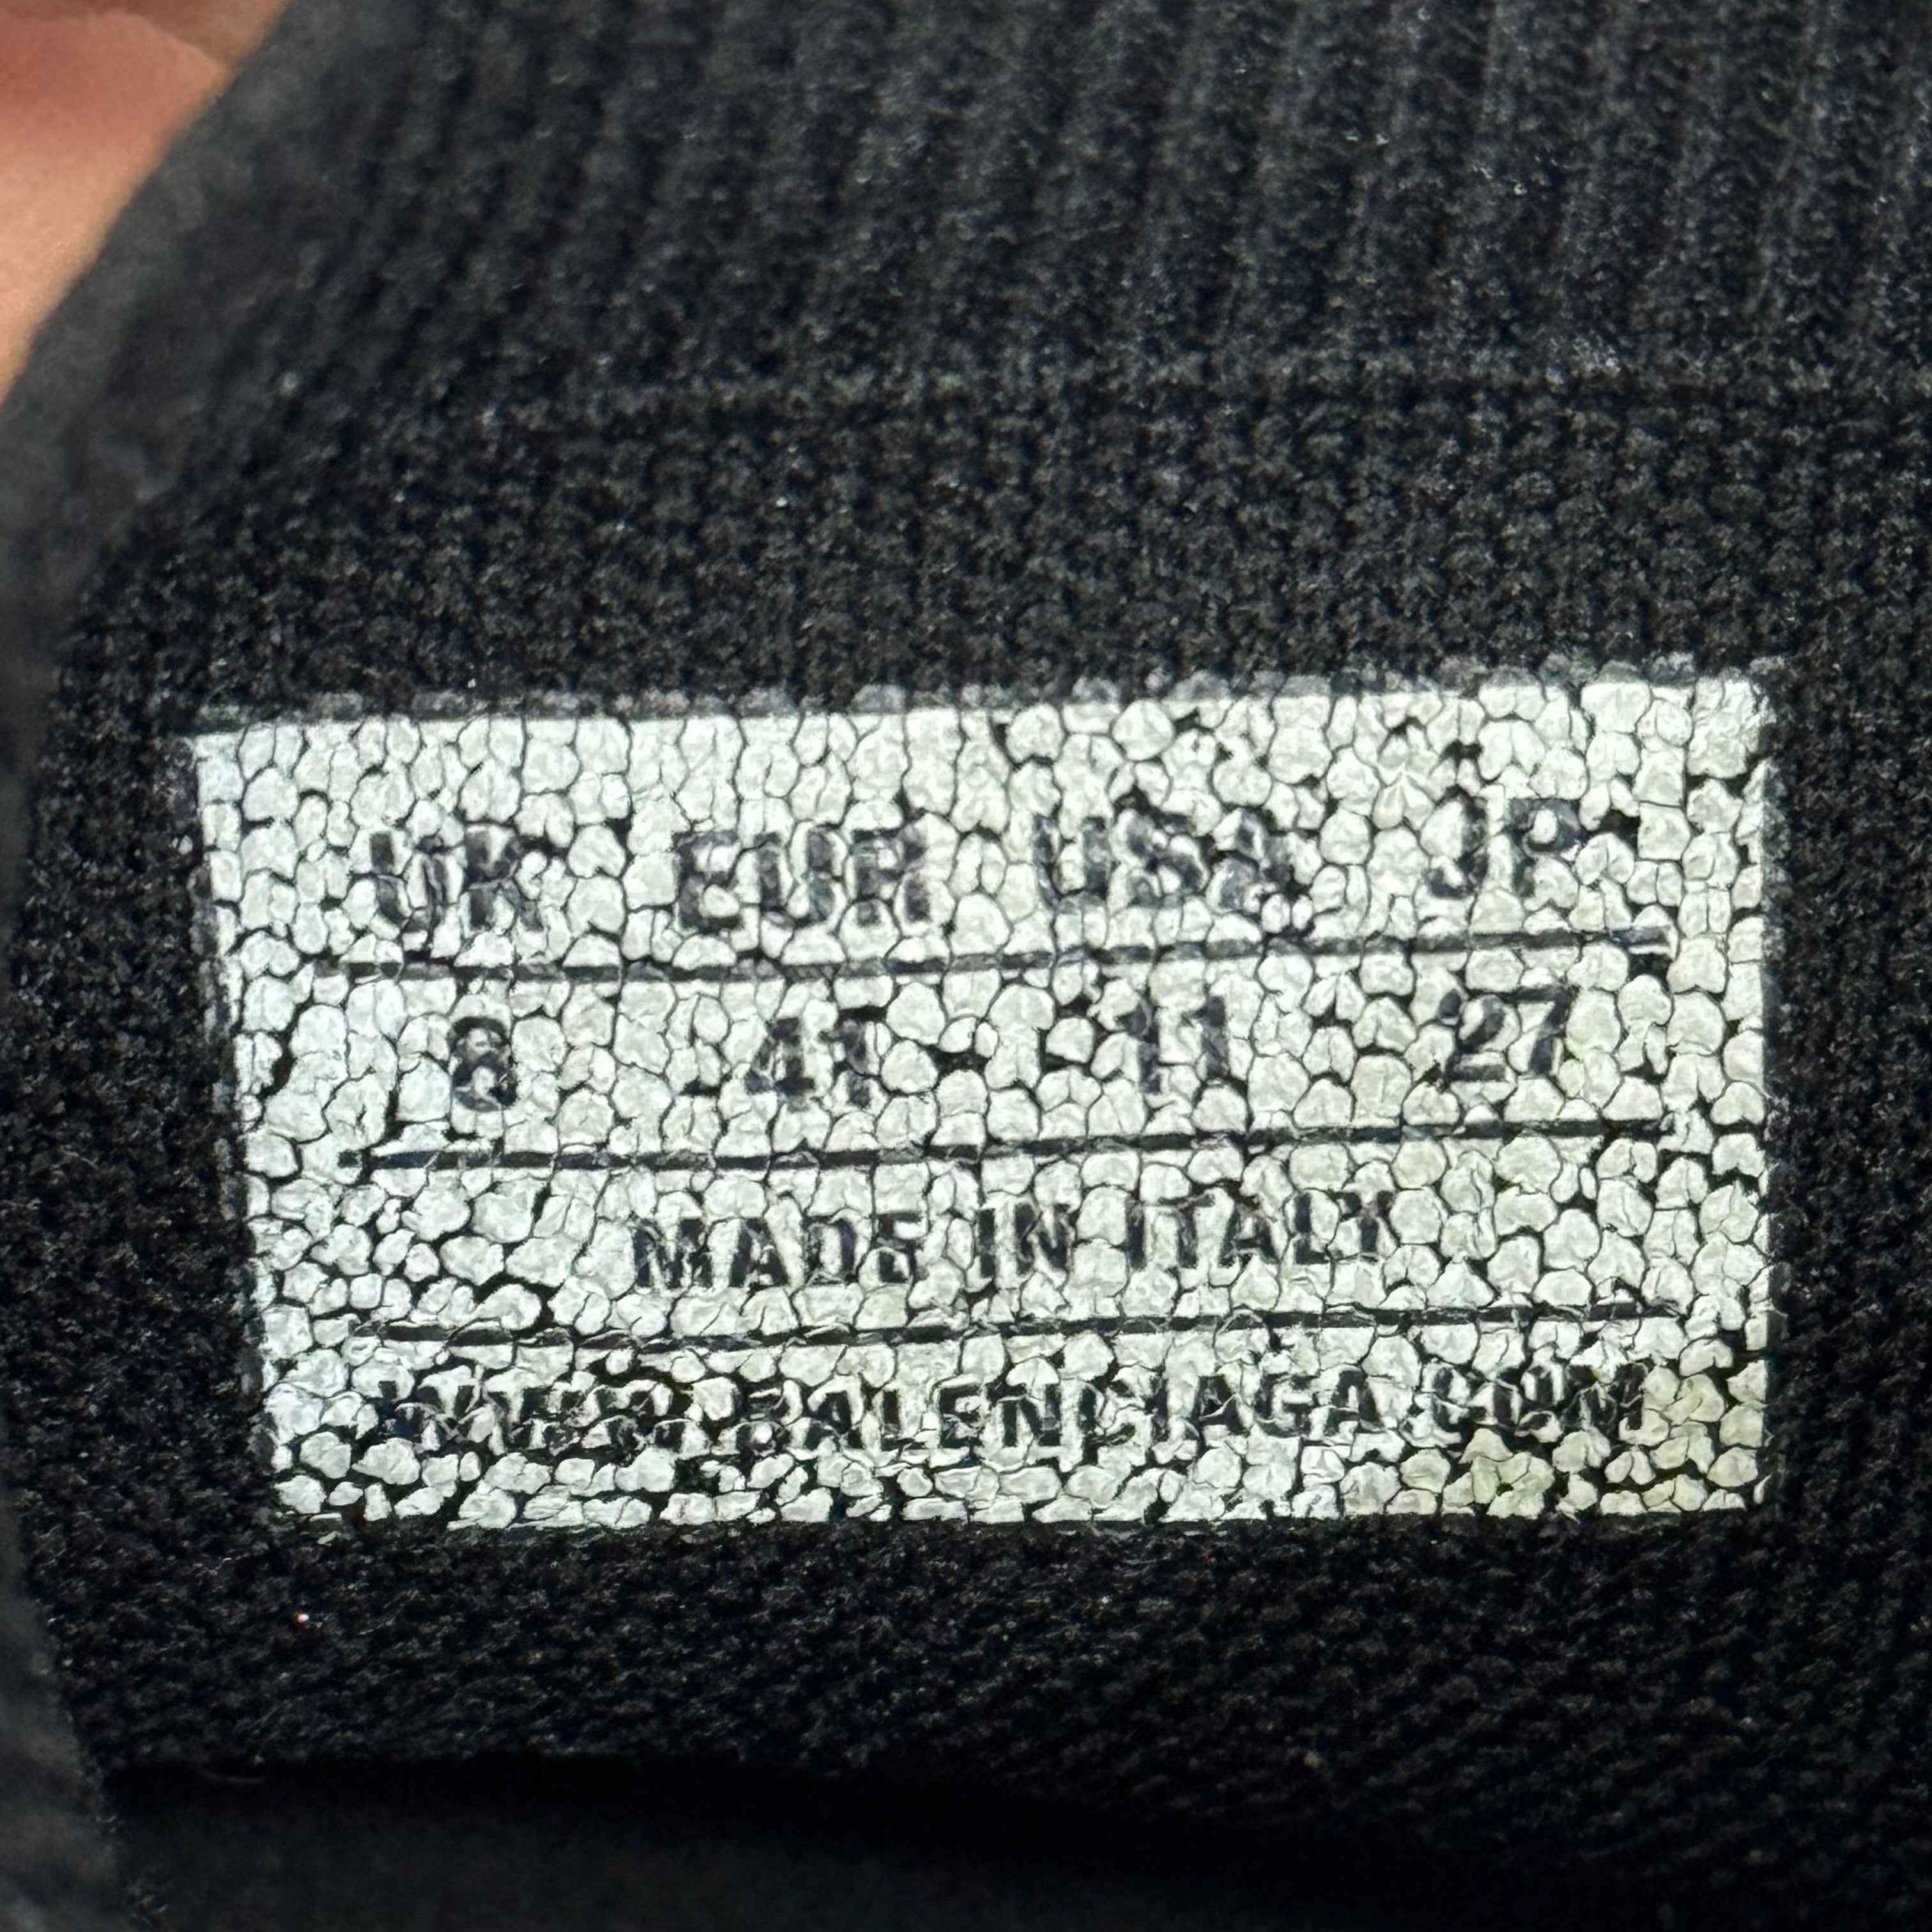 UK EUR USA JP
8 41 11 27
MADE IN ITALY
WWW.BALENCIAGA.COM